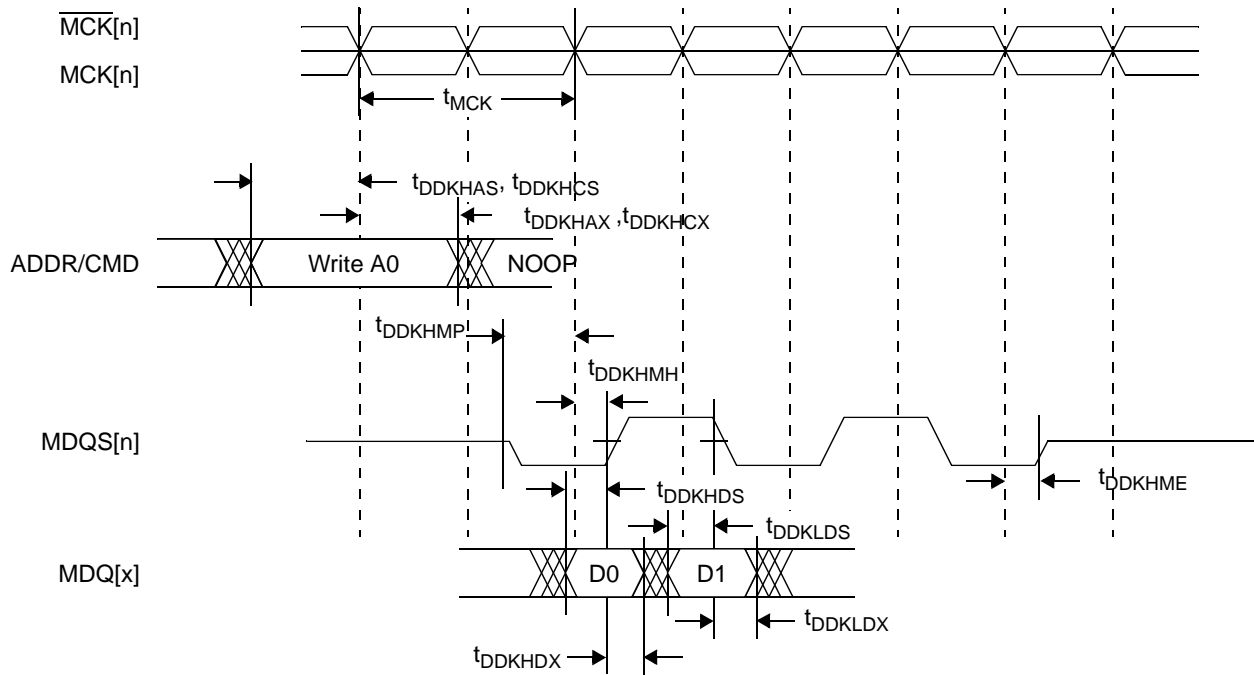 MCK[n]
MCK[n]
tMCK
tDDKHAS, tDDKHCS
tDDKHAX ,tDDKHCX
ADDR/CMD
Write A0
NOOP
tDDKHMP
tDDKHMH
MDQS[n]
tDDKHME
tDDKHDS
tDDKLDS
MDQ[x]
D0
D1
tDDKLDX
tDDKHDX